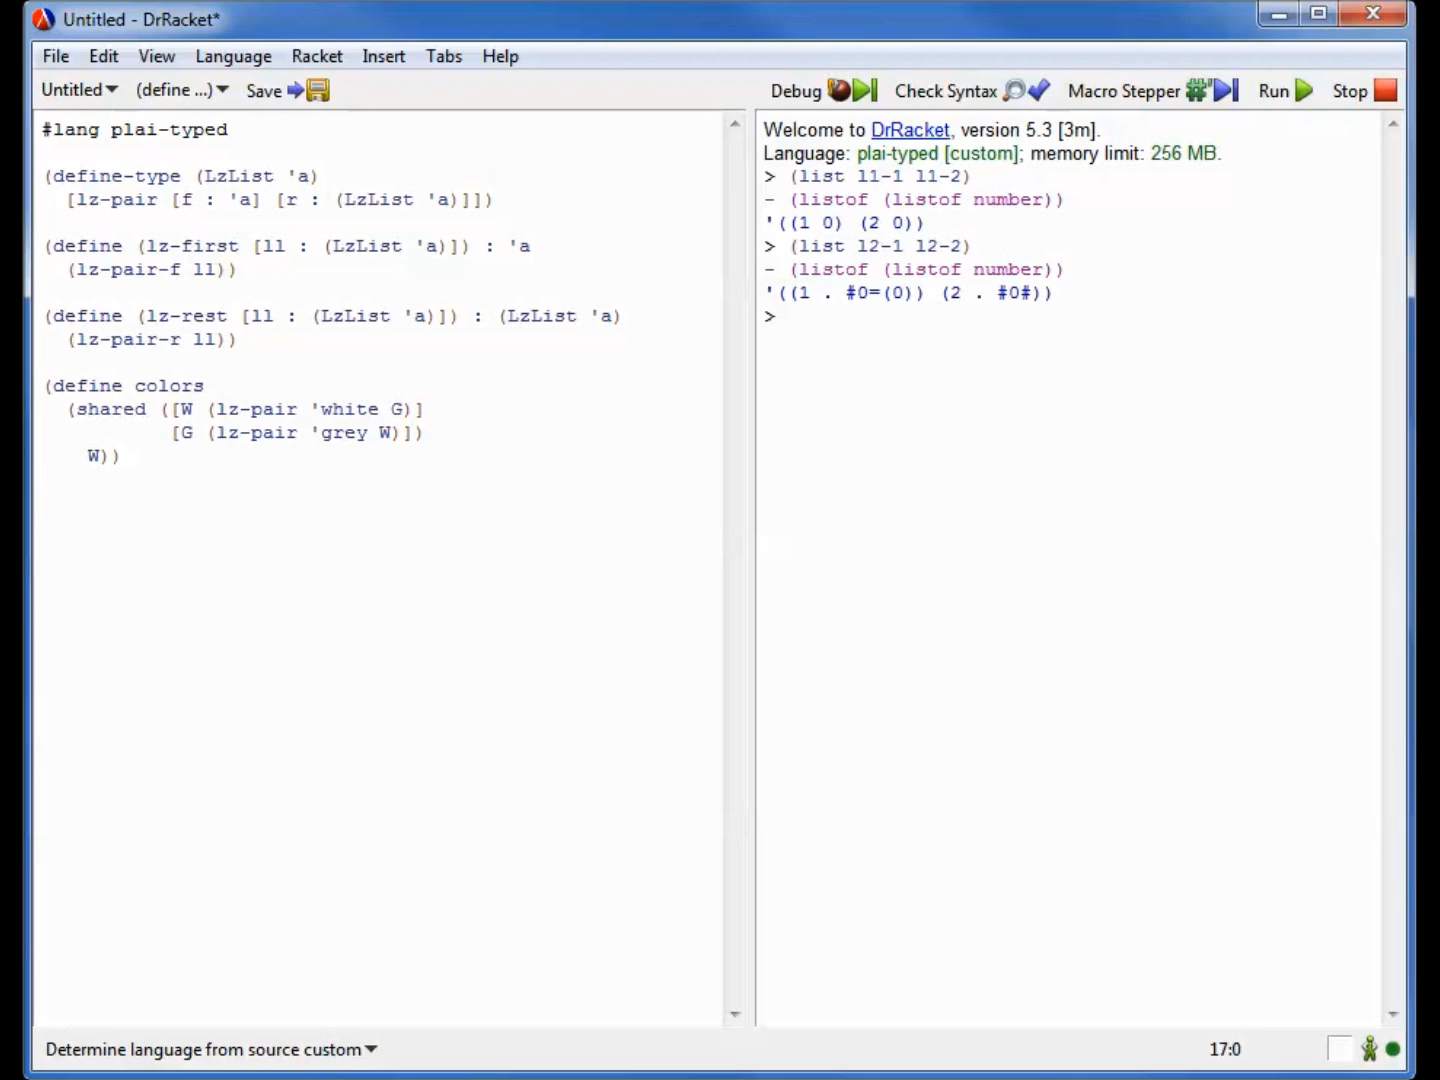 Untitled - DrRacket*
File Edit View Language Racket Insert Tabs Help
Untitled (define ...) Save Debug Check Syntax Macro Stepper Run Stop
#lang plai-typed
(define-type (LzList 'a)
  [lz-pair [f : 'a] [r : (LzList 'a)]])
(define (lz-first [ll : (LzList 'a)]) : 'a
  (lz-pair-f ll))
(define (lz-rest [ll : (LzList 'a)]) : (LzList 'a)
  (lz-pair-r ll))
(define colors
  (shared ([W (lz-pair 'white G)]
           [G (lz-pair 'grey W)])
    W))
Welcome to DrRacket, version 5.3 [3m].
Language: plai-typed [custom]; memory limit: 256 MB.
> (list l1-1 l1-2)
- (listof (listof number))
'((1 0) (2 0))
> (list l2-1 l2-2)
- (listof (listof number))
'((1 . #0=(0)) (2 . #0#))
>
Determine language from source custom 17:0